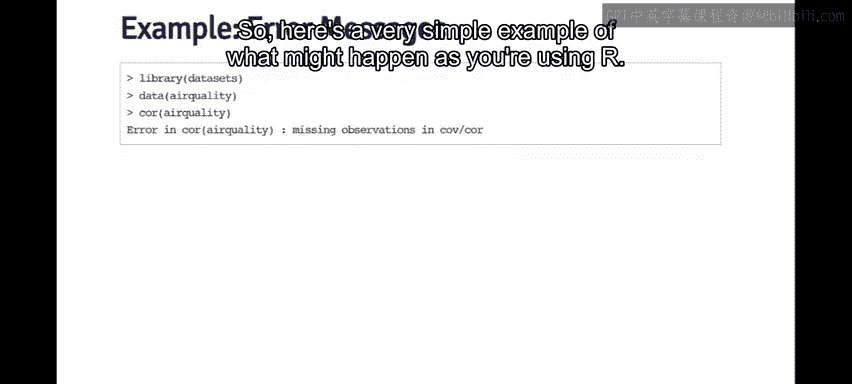 Example: Error Message
So, here's a very simple example of
what might happen as you're using R.
> library(datasets)
> data(airquality)
> cor(airquality)
Error in cor(airquality) : missing observations in cov/cor